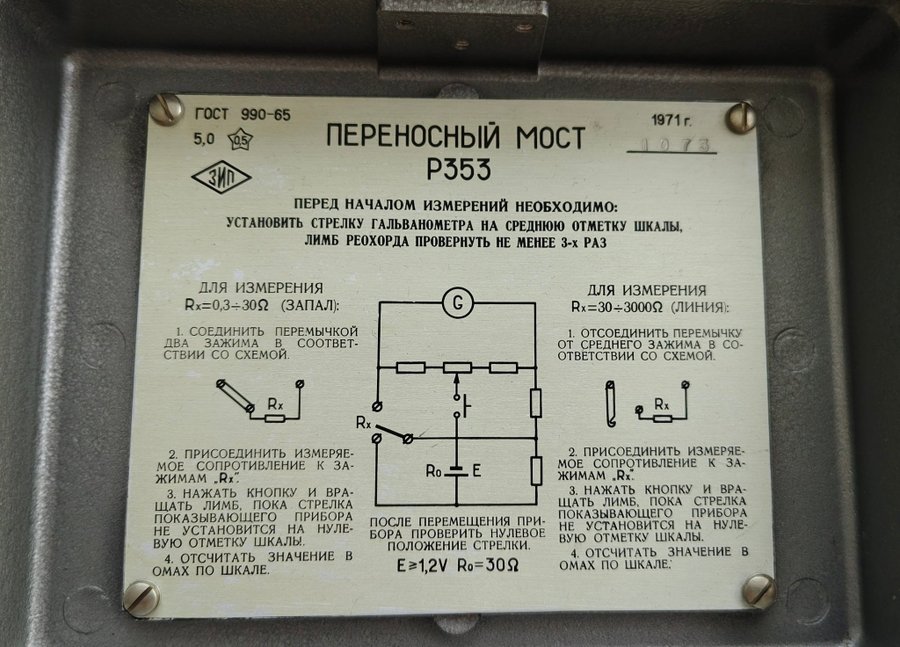 ГОСТ 990-65
5,0 0,5
ЗИП
1971 г.
1073
ПЕРЕНОСНЫЙ МОСТ
Р353
ПЕРЕД НАЧАЛОМ ИЗМЕРЕНИЙ НЕОБХОДИМО:
УСТАНОВИТЬ СТРЕЛКУ ГАЛЬВАНОМЕТРА НА СРЕДНЮЮ ОТМЕТКУ ШКАЛЫ,
ЛИМБ РЕОХОРДА ПРОВЕРНУТЬ НЕ МЕНЕЕ 3-х РАЗ
ДЛЯ ИЗМЕРЕНИЯ
Rx=0,3÷30Ω (ЗАПАЛ):
1. СОЕДИНИТЬ ПЕРЕМЫЧКОЙ
ДВА ЗАЖИМА В СООТВЕТ-
СТВИИ СО СХЕМОЙ.
Rx
2. ПРИСОЕДИНИТЬ ИЗМЕРЯЕ-
МОЕ СОПРОТИВЛЕНИЕ К ЗА-
ЖИМАМ „Rx".
3. НАЖАТЬ КНОПКУ И ВРА-
ЩАТЬ ЛИМБ, ПОКА СТРЕЛКА
ПОКАЗЫВАЮЩЕГО ПРИБОРА
НЕ УСТАНОВИТСЯ НА НУЛЕ-
ВУЮ ОТМЕТКУ ШКАЛЫ.
4. ОТСЧИТАТЬ ЗНАЧЕНИЕ В
ОМАХ ПО ШКАЛЕ.
G
Rx
R₀ E
ПОСЛЕ ПЕРЕМЕЩЕНИЯ ПРИ-
БОРА ПРОВЕРИТЬ НУЛЕВОЕ
ПОЛОЖЕНИЕ СТРЕЛКИ.
E≥1,2V R₀=30Ω
ДЛЯ ИЗМЕРЕНИЯ
Rx=30÷3000Ω (ЛИНИЯ):
1. ОТСОЕДИНИТЬ ПЕРЕМЫЧКУ
ОТ СРЕДНЕГО ЗАЖИМА В СО-
ОТВЕТСТВИИ СО СХЕМОЙ.
Rx
2. ПРИСОЕДИНИТЬ ИЗМЕРЯЕ-
МОЕ СОПРОТИВЛЕНИЕ К ЗА-
ЖИМАМ „Rx".
3. НАЖАТЬ КНОПКУ И ВРА-
ЩАТЬ ЛИМБ, ПОКА СТРЕЛКА
ПОКАЗЫВАЮЩЕГО ПРИБОРА
НЕ УСТАНОВИТСЯ НА НУЛЕ-
ВУЮ ОТМЕТКУ ШКАЛЫ.
4. ОТСЧИТАТЬ ЗНАЧЕНИЕ В
ОМАХ ПО ШКАЛЕ.